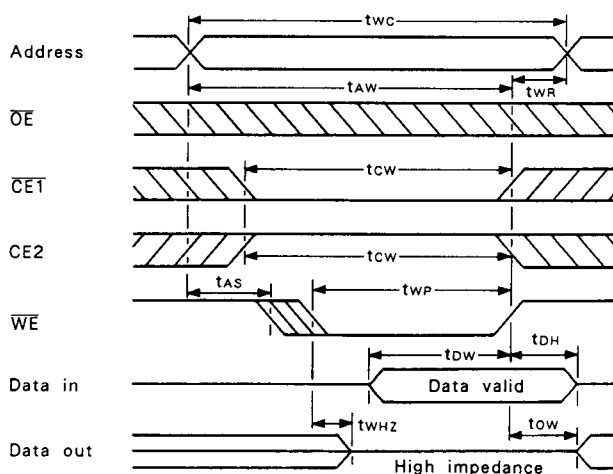 twc
Address
tAW
tWR
OE
tCW
CE1
CE2
tCW
tAS
tWP
WE
tDW
tDH
Data in
Data valid
tWHZ
tOW
Data out
High impedance